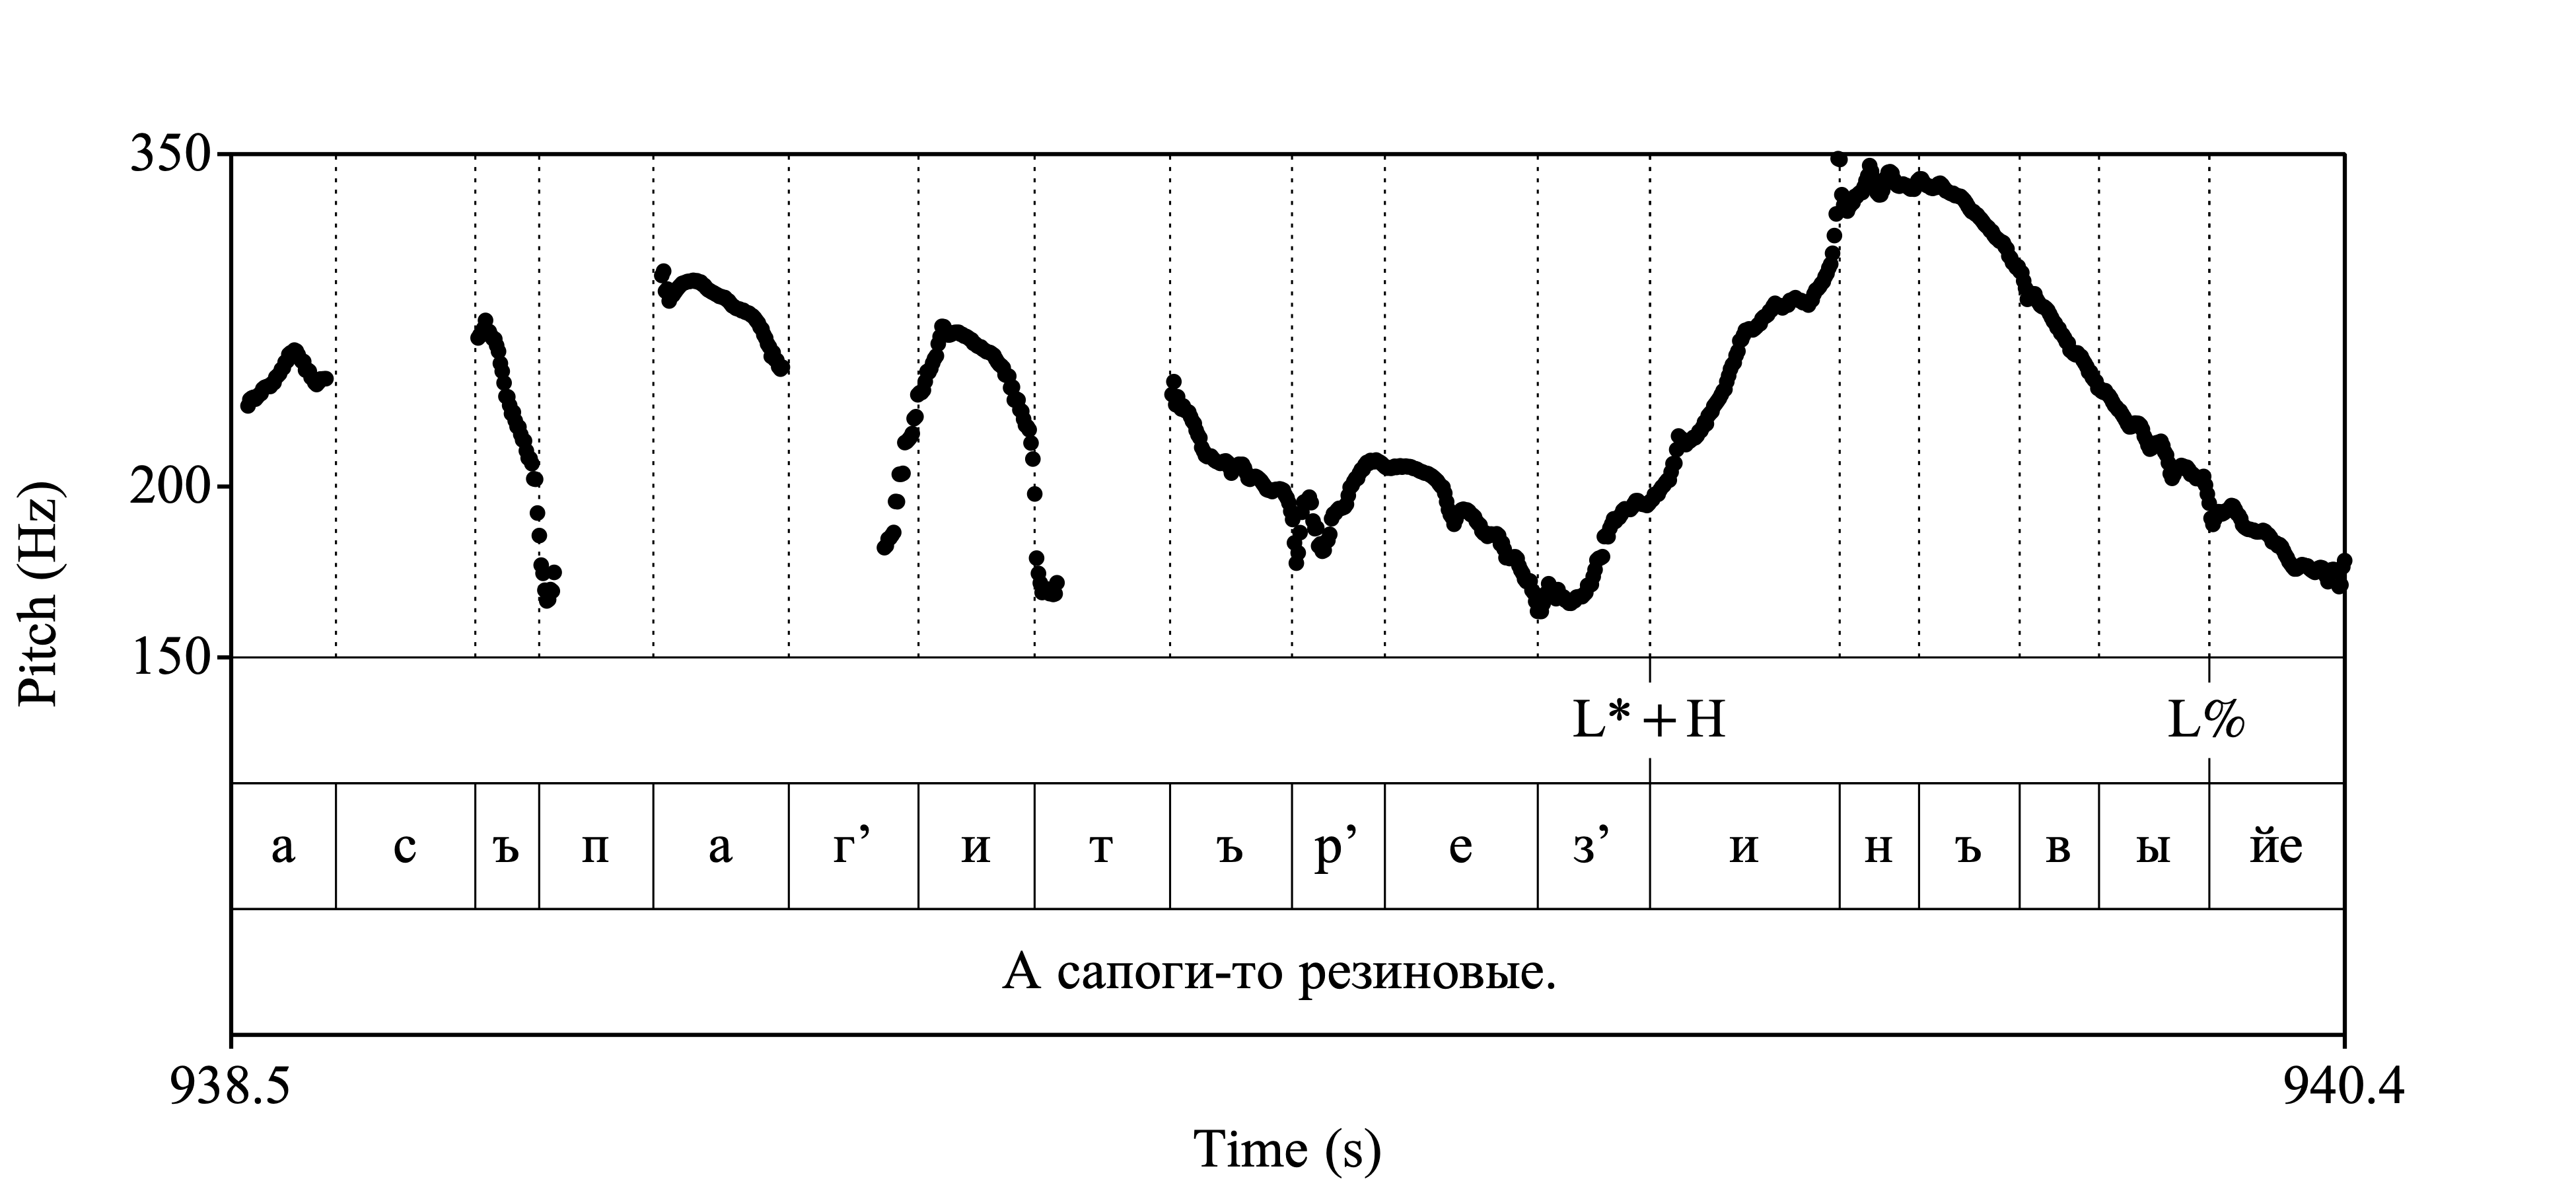 350
200
150
Pitch (Hz)
L*+H L%
а с ъ п а г’ и т ъ р’ е з’ и н ъ в ы йе
А сапоги-то резиновые.
938.5 940.4
Time (s)